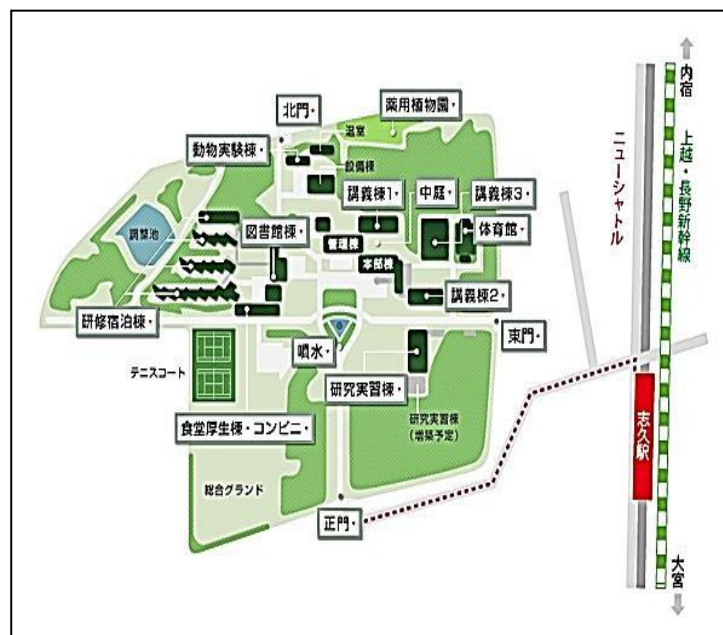 北門
薬用植物園
温室
動物実験棟
設備棟
講義棟1
中庭
講義棟3
図書館棟
管理棟
体育館
調整池
本部棟
講義棟2
研修宿泊棟
東門
噴水
テニスコート
研究実習棟
研究実習棟
(増築予定)
食堂厚生棟・コンビニ
総合グランド
正門
内宿
ニューシャトル
上越・長野新幹線
志久駅
大宮